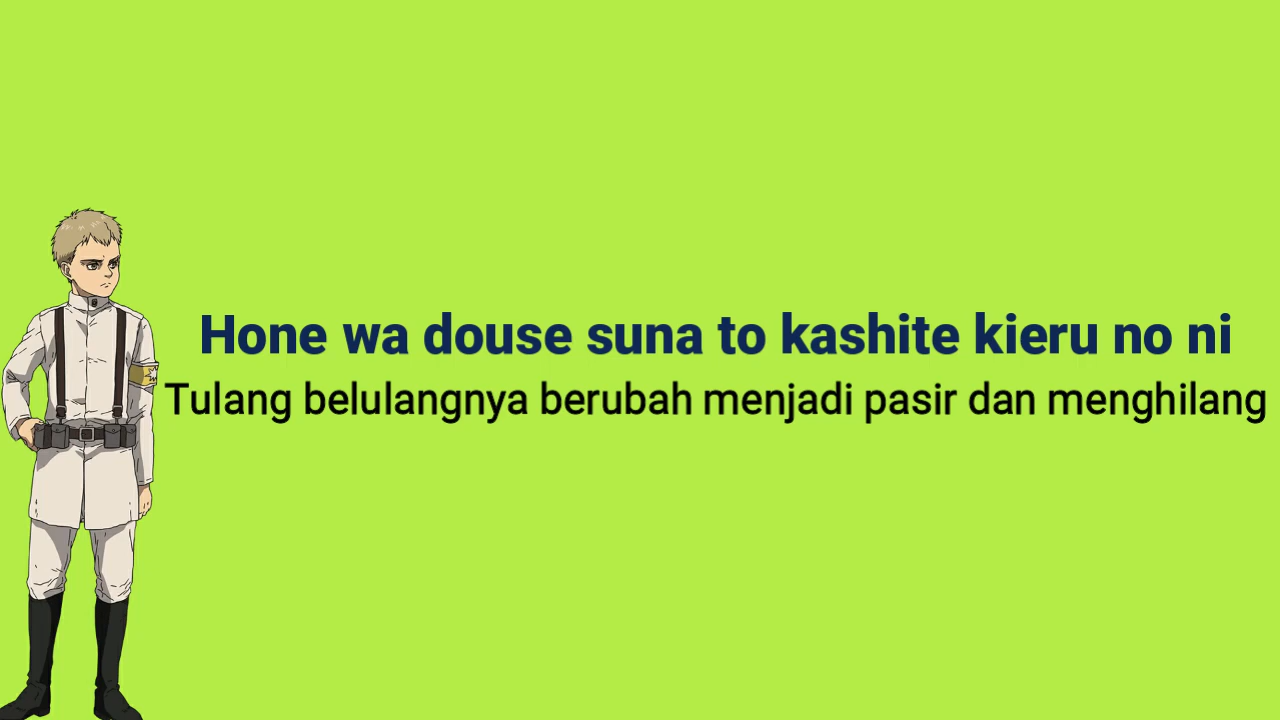 Hone wa douse suna to kashite kieru no ni
Tulang belulangnya berubah menjadi pasir dan menghilang